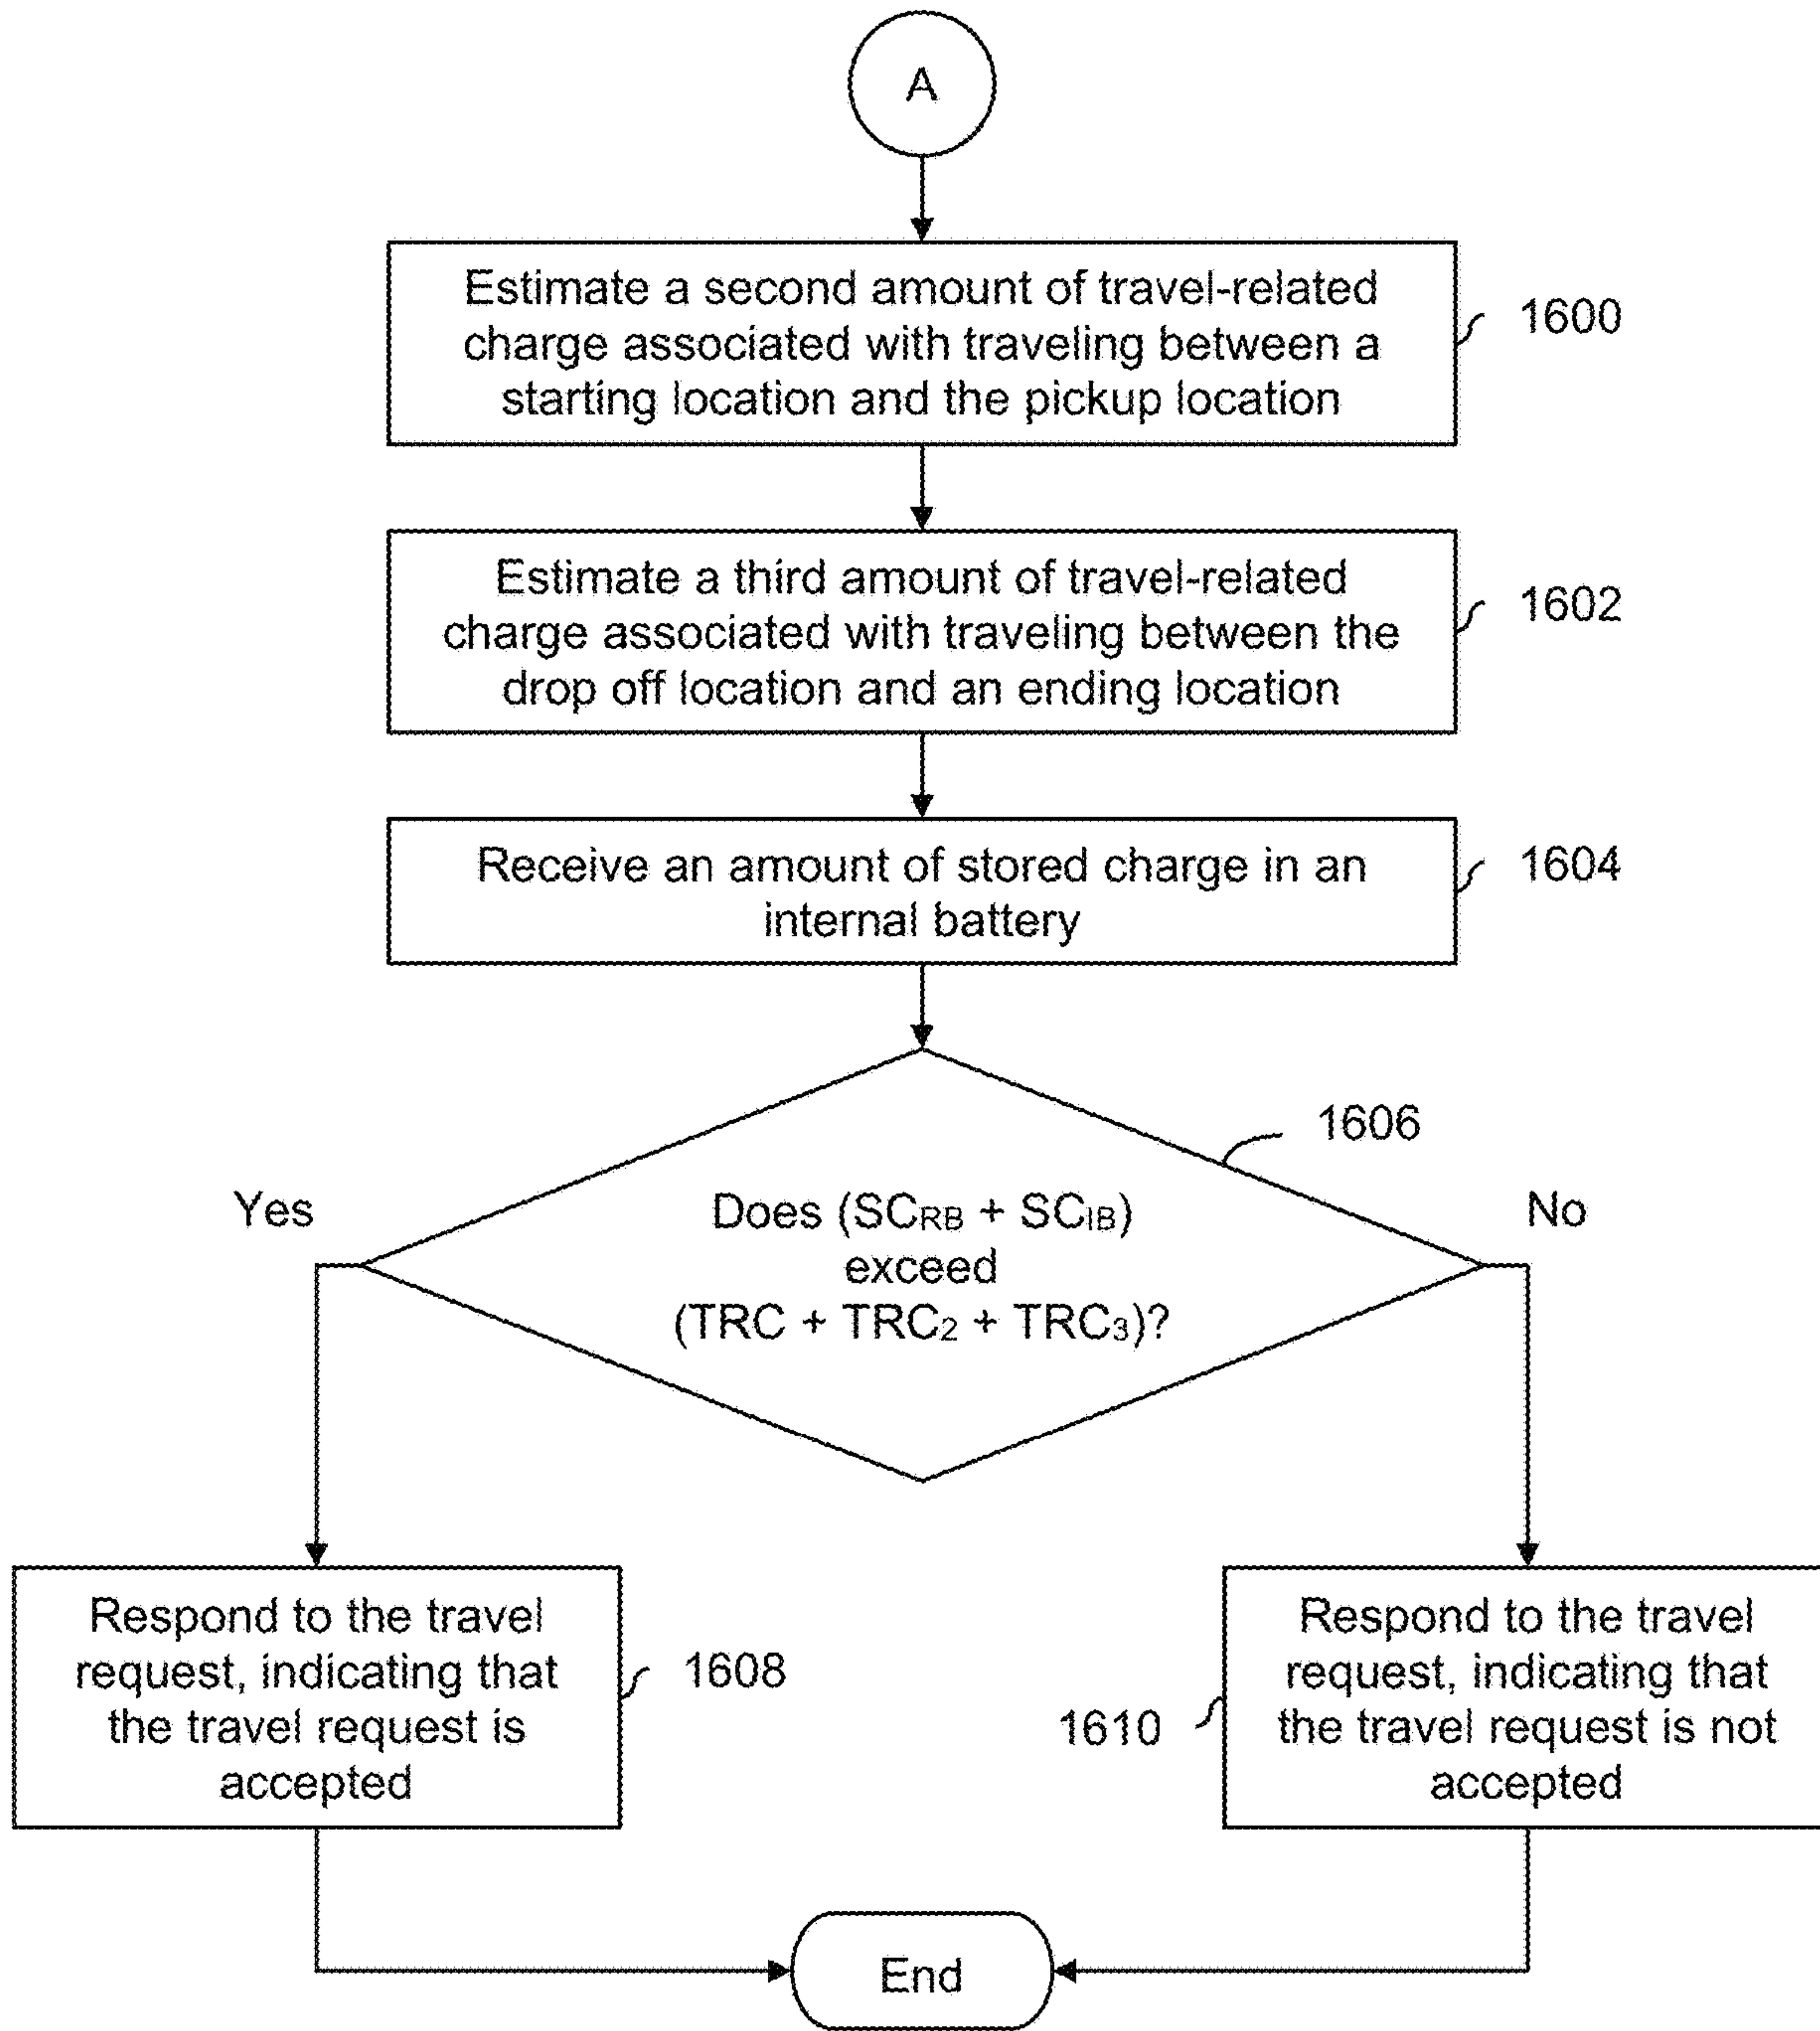 A
Estimate a second amount of travel-related
charge associated with traveling between a
starting location and the pickup location
1600
Estimate a third amount of travel-related
charge associated with traveling between the
drop off location and an ending location
1602
Receive an amount of stored charge in an
internal battery
1604
1606
Yes
No
Does (SCRB + SCIB)
exceed
(TRC + TRC2 + TRC3)?
Respond to the travel
request, indicating that
the travel request is
accepted
1608
1610
Respond to the travel
request, indicating that
the travel request is not
accepted
End